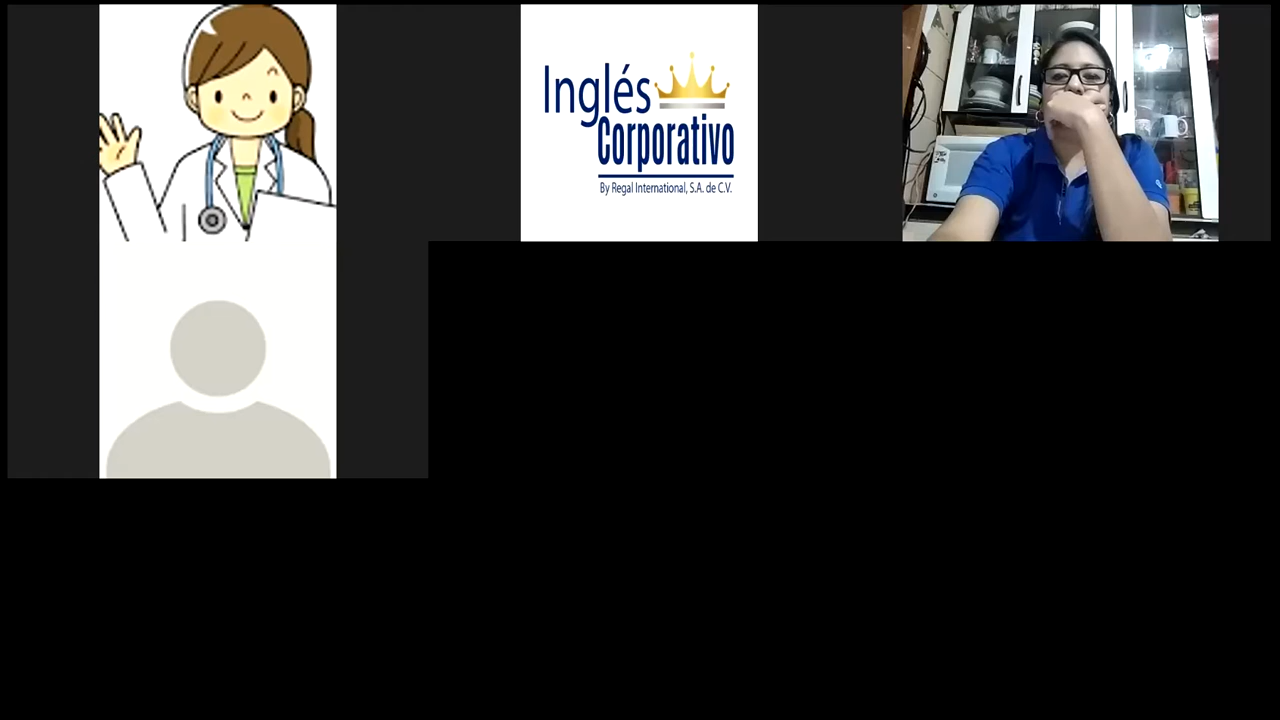 Inglés
Corporativo
By Regal International, S.A. de C.V.